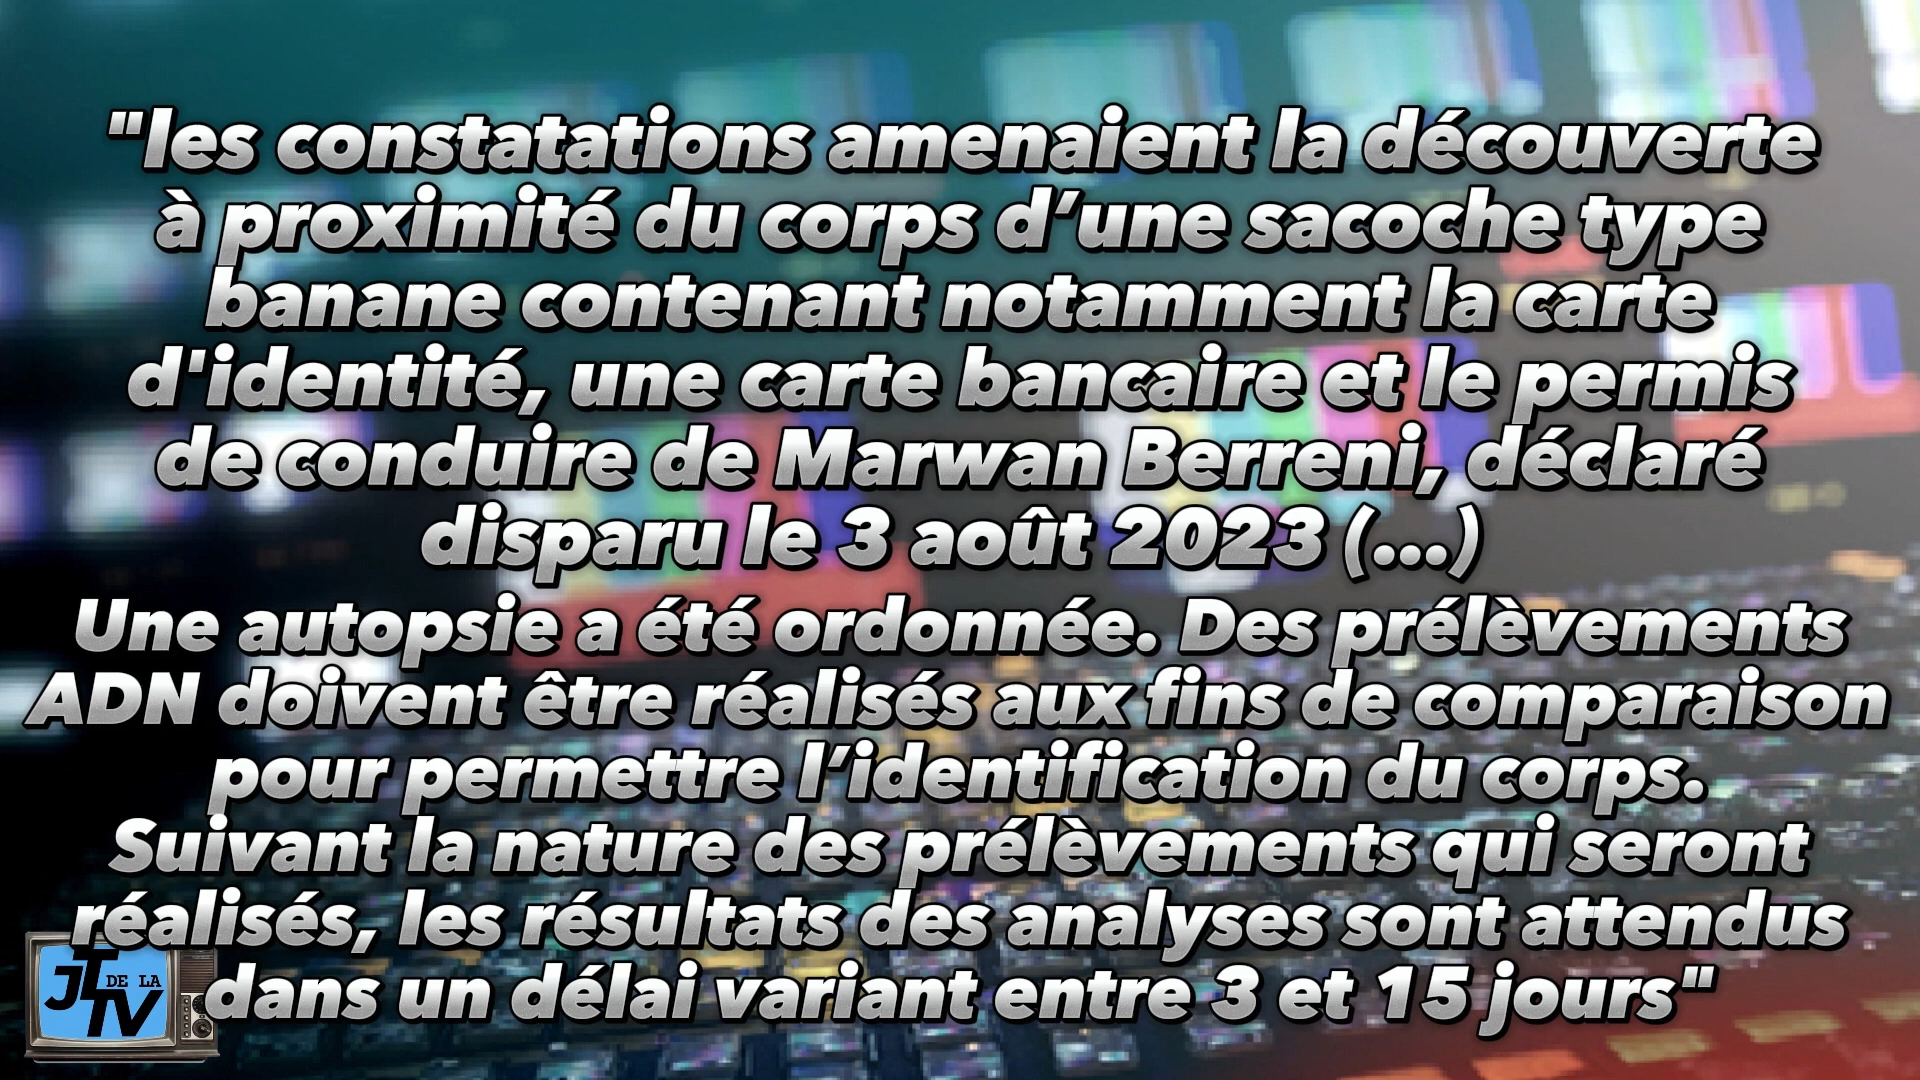 "les constatations amenaient la découverte
à proximité du corps d’une sacoche type
banane contenant notamment la carte
d'identité, une carte bancaire et le permis
de conduire de Marwan Berreni, déclaré
disparu le 3 août 2023 (...)
Une autopsie a été ordonnée. Des prélèvements
ADN doivent être réalisés aux fins de comparaison
pour permettre l’identification du corps.
Suivant la nature des prélèvements qui seront
réalisés, les résultats des analyses sont attendus
dans un délai variant entre 3 et 15 jours"
JT DE LA TV